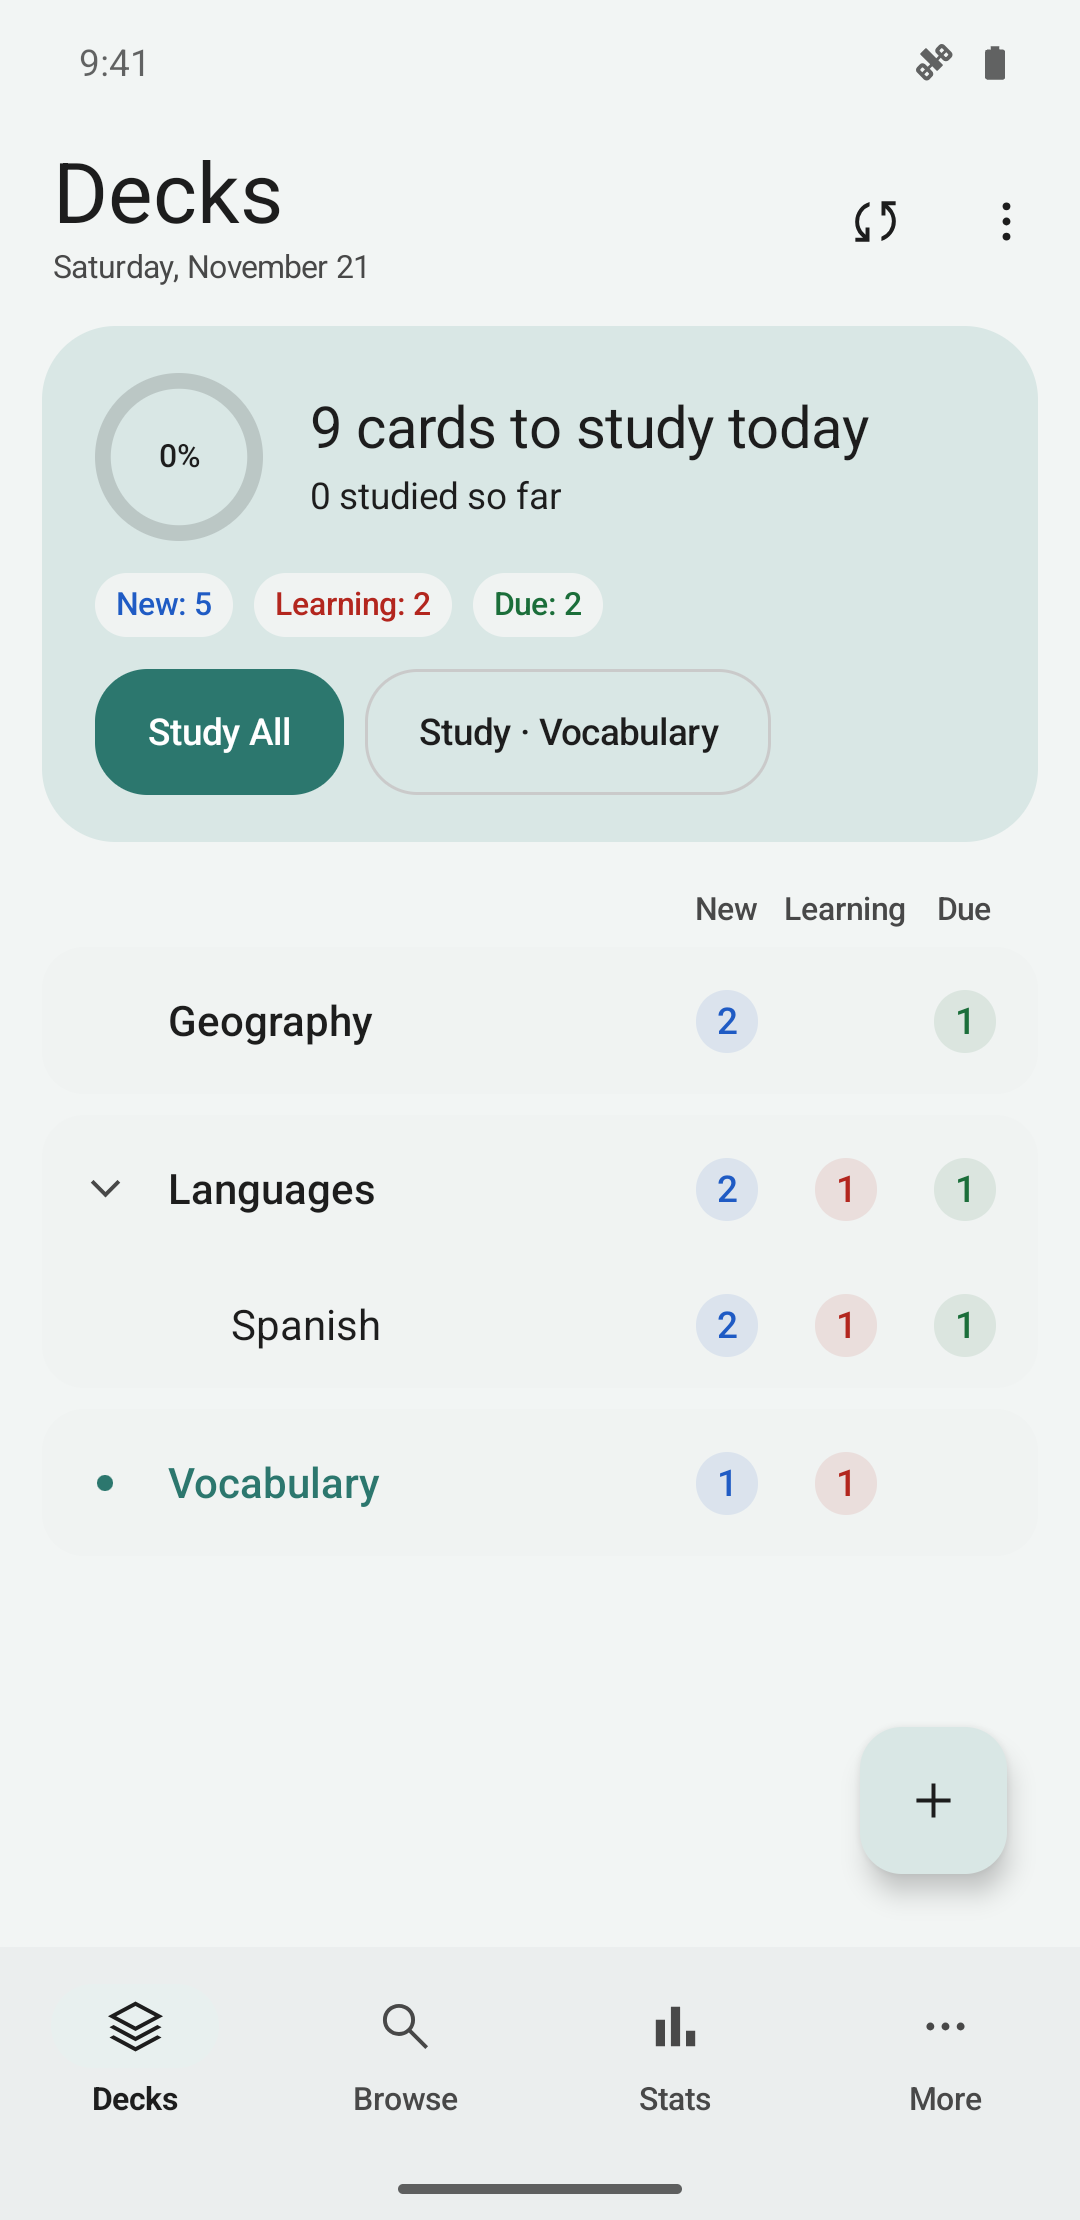 9:41
Decks
Saturday, November 21
0%
9 cards to study today
0 studied so far
New: 5 Learning: 2 Due: 2
Study All Study · Vocabulary
New Learning Due
Geography 2 1
Languages 2 1 1
Spanish 2 1 1
Vocabulary 1 1
Decks Browse Stats More